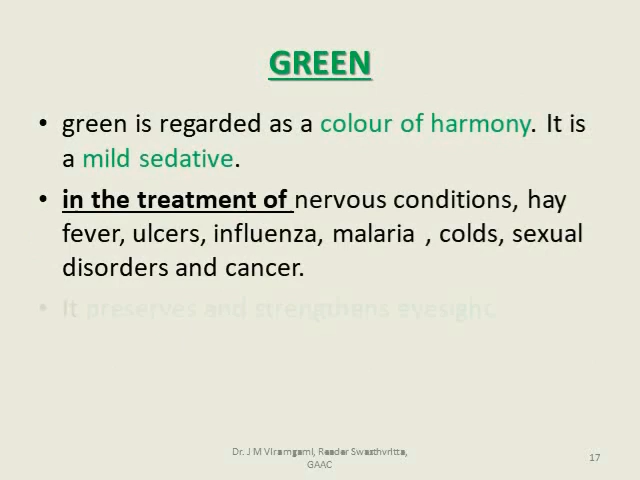 GREEN
• green is regarded as a colour of harmony. It is
a mild sedative.
• in the treatment of nervous conditions, hay
fever, ulcers, influenza, malaria , colds, sexual
disorders and cancer.
• It preserves and strengthens eyesight.
Dr. J M Viramgami, Reader Swasthvritta,
GAAC
17